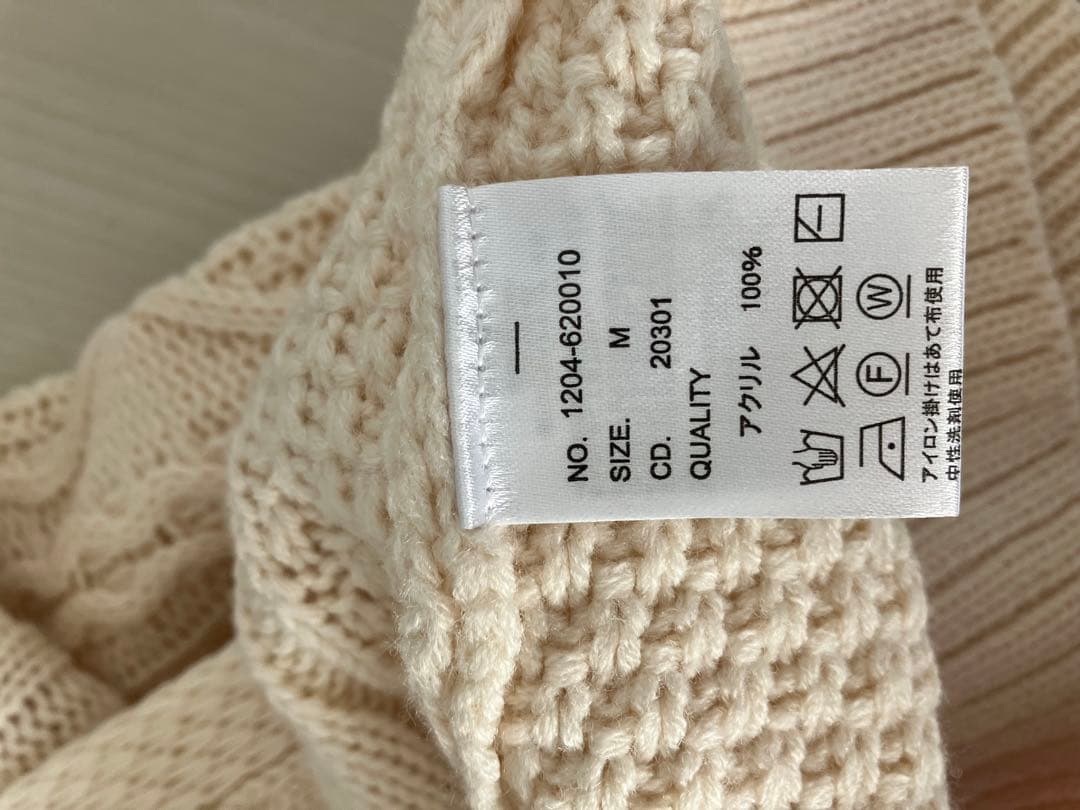 NO. 1204-620010
SIZE. M
CD. 20301
QUALITY
アクリル 100%
F W
アイロン掛けはあて布使用
中性洗剤使用